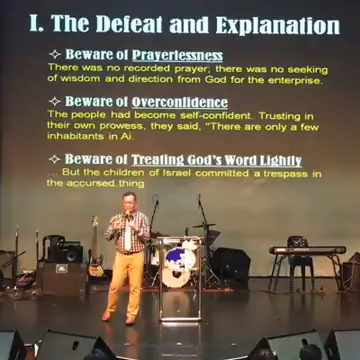 I. The Defeat and Explanation
Beware of Prayerlessness
There was no recorded prayer; there was no seeking
of wisdom and direction from God for the enterprise.
Beware of Overconfidence
The people had become self-confident. Trusting in
their own prowess, they said, "There are only a few
inhabitants in Ai.
Beware of Treating God's Word Lightly
... But the children of Israel committed a trespass in
the accursed thing